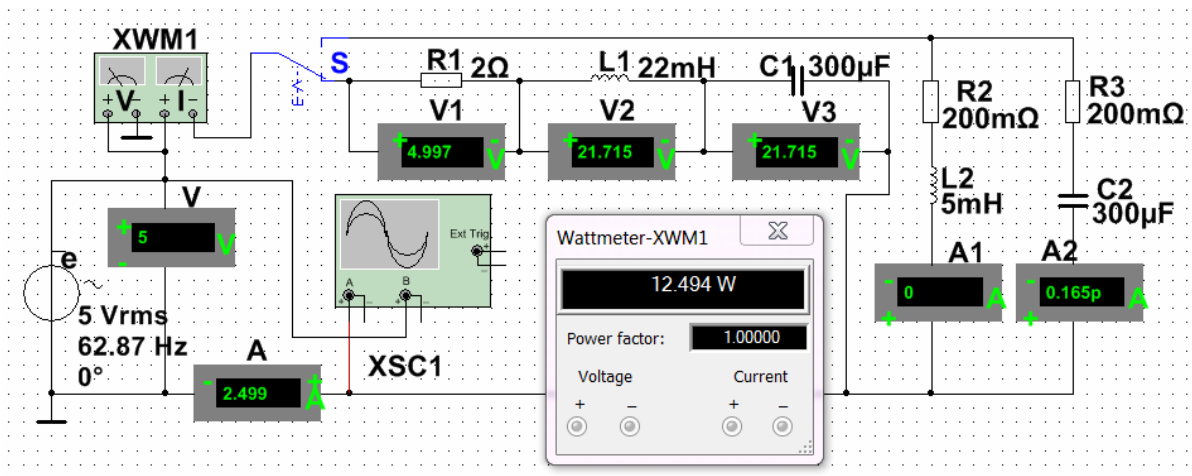 XWM1
+ V - + I -
S
E-A
R1 2Ω
L1 22mH
C1 300µF
V1
+ 4.997 - V
V2
+ 21.715 - V
V3
+ 21.715 - V
R2
200mΩ
R3
200mΩ
L2
5mH
C2
300µF
V
+ 5 - V
e
5 Vrms
62.87 Hz
0°
A
- 2.499 + A
Ext Trig
+
-
A B
+ - + -
XSC1
Wattmeter-XWM1
X
12.494 W
Power factor: 1.00000
Voltage Current
+ - + -
A1
- 0 + A
A2
- 0.165p + A